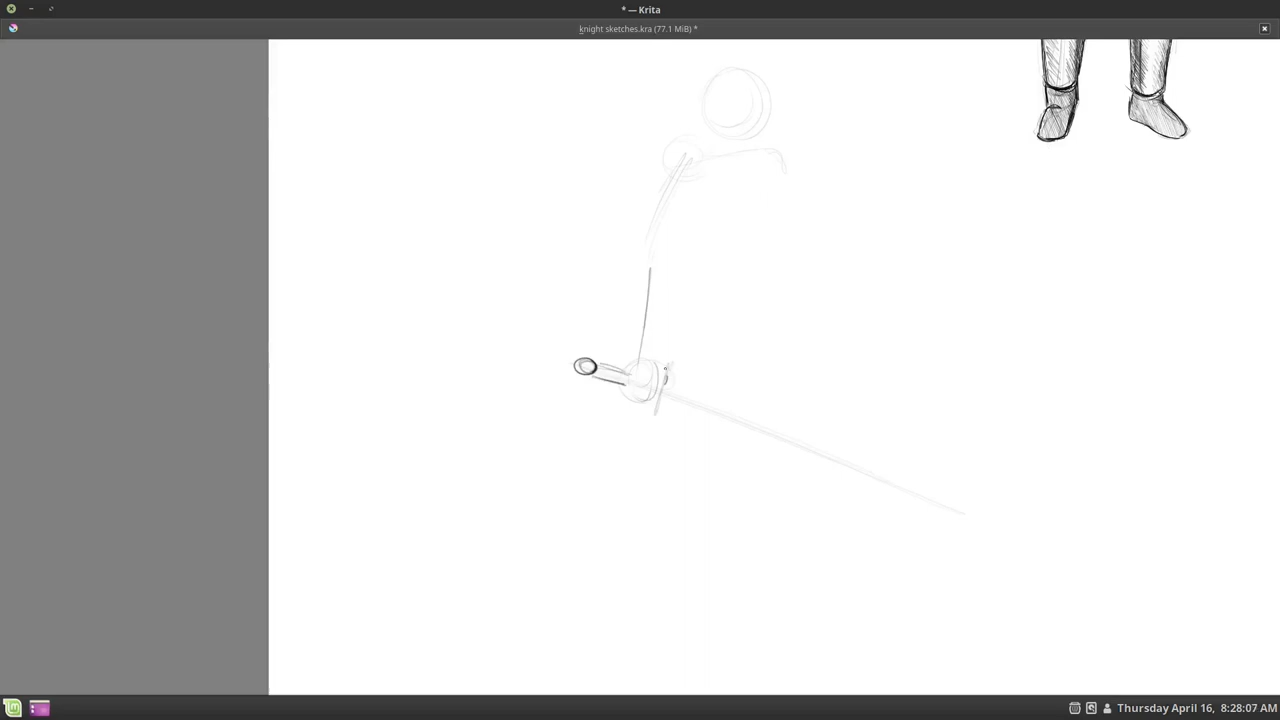 * — Krita
knight sketches.kra (77.1 MiB) *
Thursday April 16, 8:28:07 AM